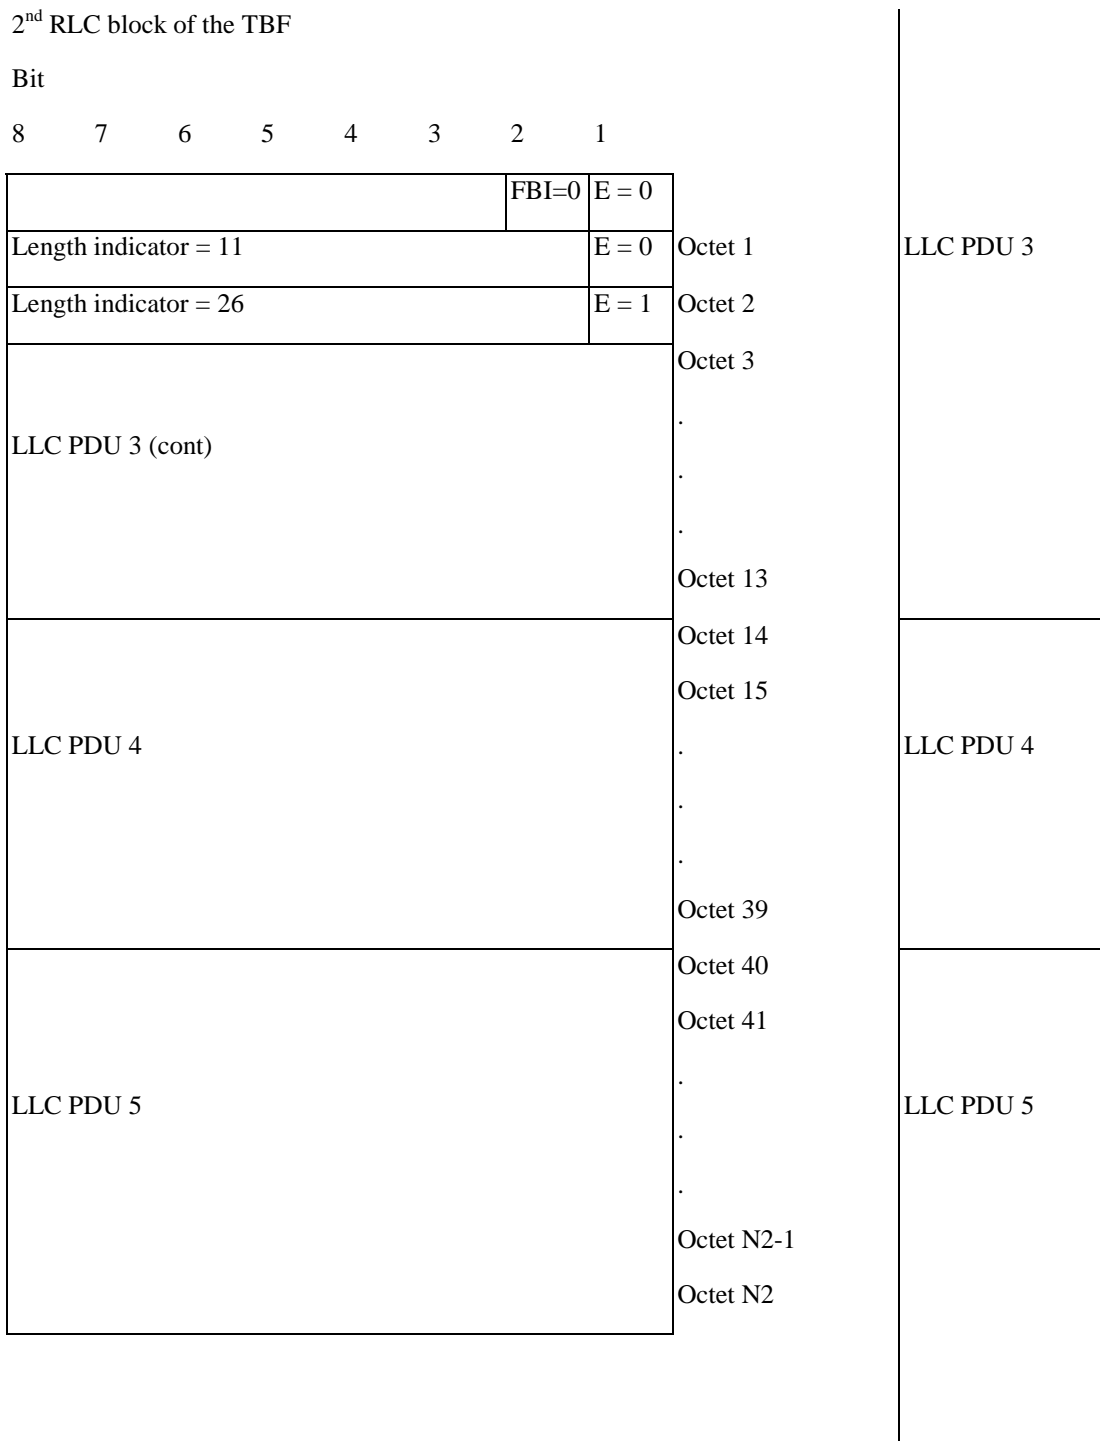 2nd RLC block of the TBF
Bit
8 7 6 5 4 3 2 1
FBI=0 E = 0
Length indicator = 11 E = 0 Octet 1 LLC PDU 3
Length indicator = 26 E = 1 Octet 2
Octet 3
.
LLC PDU 3 (cont)
.
.
Octet 13
Octet 14
Octet 15
LLC PDU 4 . LLC PDU 4
.
.
Octet 39
Octet 40
Octet 41
.
LLC PDU 5 LLC PDU 5
.
.
Octet N2-1
Octet N2